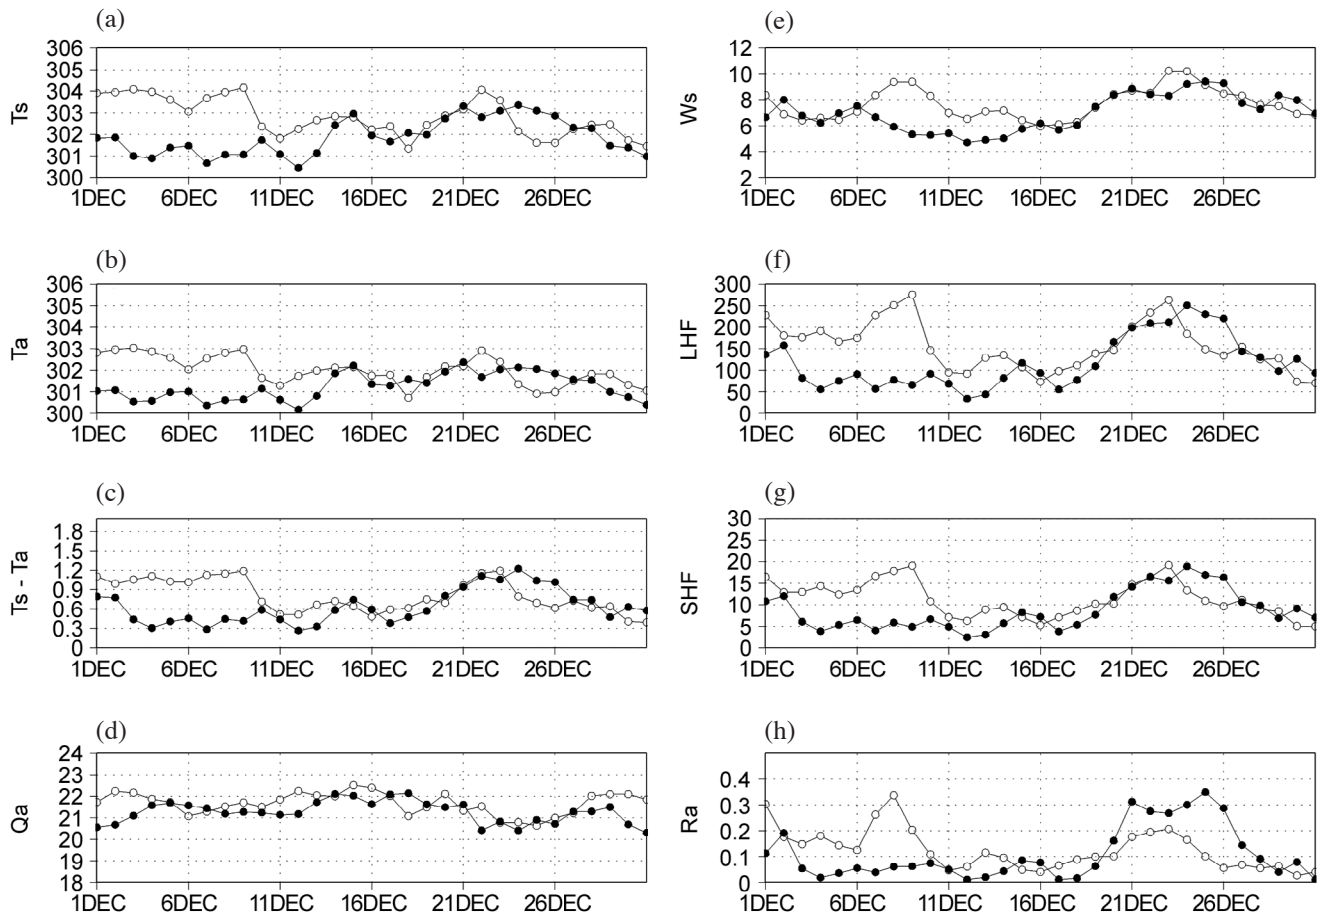 (a)
Ts
306
305
304
303
302
301
300
1DEC 6DEC 11DEC 16DEC 21DEC 26DEC
(b)
Ta
306
305
304
303
302
301
300
1DEC 6DEC 11DEC 16DEC 21DEC 26DEC
(c)
Ts - Ta
1.8
1.5
1.2
0.9
0.6
0.3
0
1DEC 6DEC 11DEC 16DEC 21DEC 26DEC
(d)
Qa
24
23
22
21
20
19
18
1DEC 6DEC 11DEC 16DEC 21DEC 26DEC
(e)
Ws
12
10
8
6
4
2
1DEC 6DEC 11DEC 16DEC 21DEC 26DEC
(f)
LHF
300
250
200
150
100
50
0
1DEC 6DEC 11DEC 16DEC 21DEC 26DEC
(g)
SHF
30
25
20
15
10
5
0
1DEC 6DEC 11DEC 16DEC 21DEC 26DEC
(h)
Ra
0.4
0.3
0.2
0.1
0
1DEC 6DEC 11DEC 16DEC 21DEC 26DEC